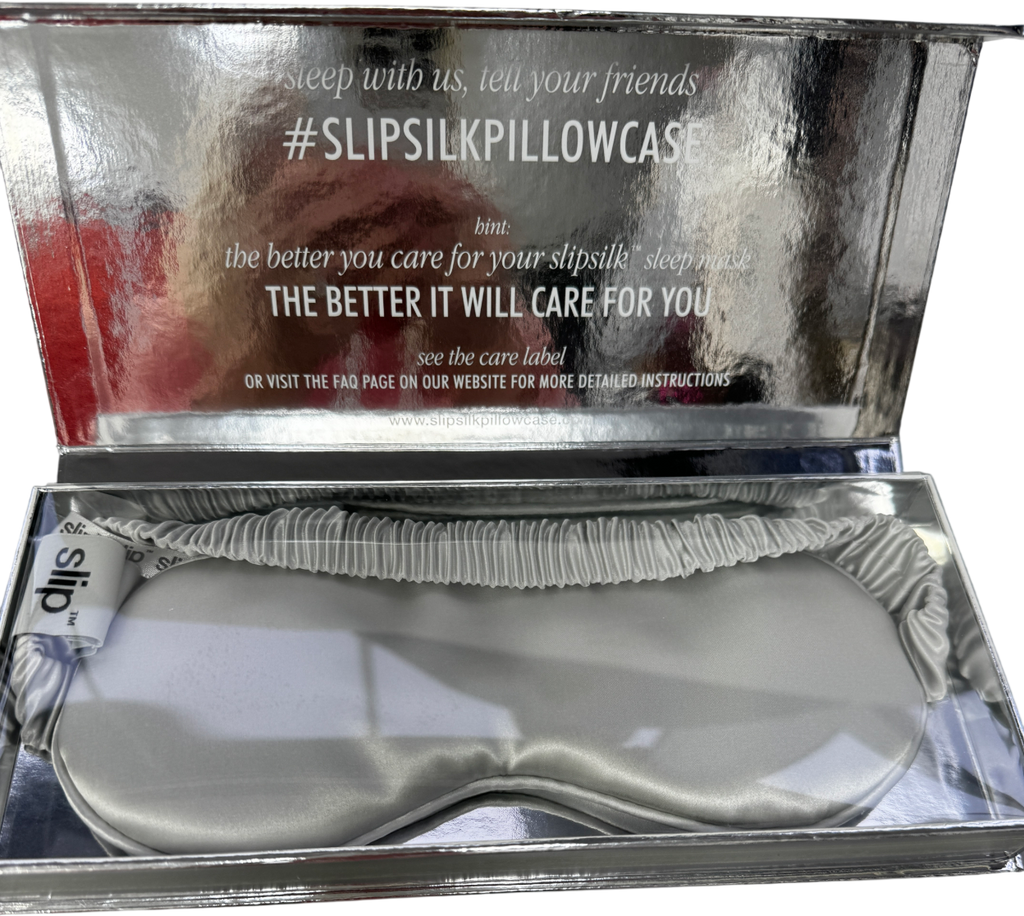 sleep with us, tell your friends
#SLIPSILKPILLOWCASE
hint:
the better you care for your slipsilk™ sleep mask
THE BETTER IT WILL CARE FOR YOU
see the care label
OR VISIT THE FAQ PAGE ON OUR WEBSITE FOR MORE DETAILED INSTRUCTIONS
www.slipsilkpillowcase.com
slip™